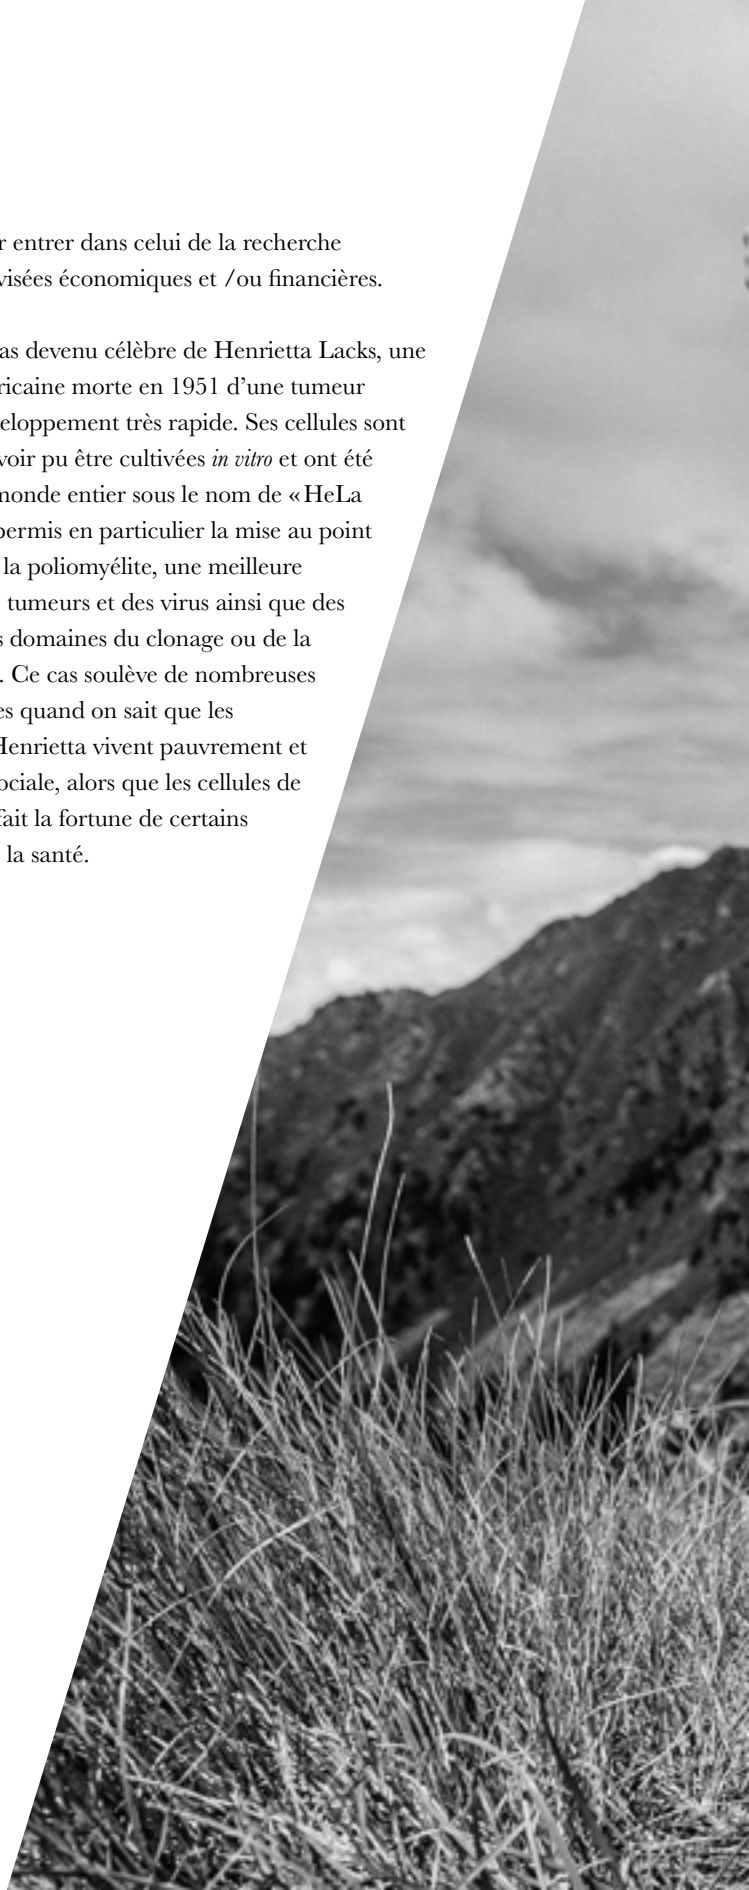 r entrer dans celui de la recherche
visées économiques et /ou financières.
as devenu célèbre de Henrietta Lacks, une
ricaine morte en 1951 d’une tumeur
eloppement très rapide. Ses cellules sont
voir pu être cultivées in vitro et ont été
monde entier sous le nom de «HeLa
permis en particulier la mise au point
la poliomyélite, une meilleure
tumeurs et des virus ainsi que des
s domaines du clonage ou de la
. Ce cas soulève de nombreuses
es quand on sait que les
Henrietta vivent pauvrement et
ociale, alors que les cellules de
fait la fortune de certains
la santé.